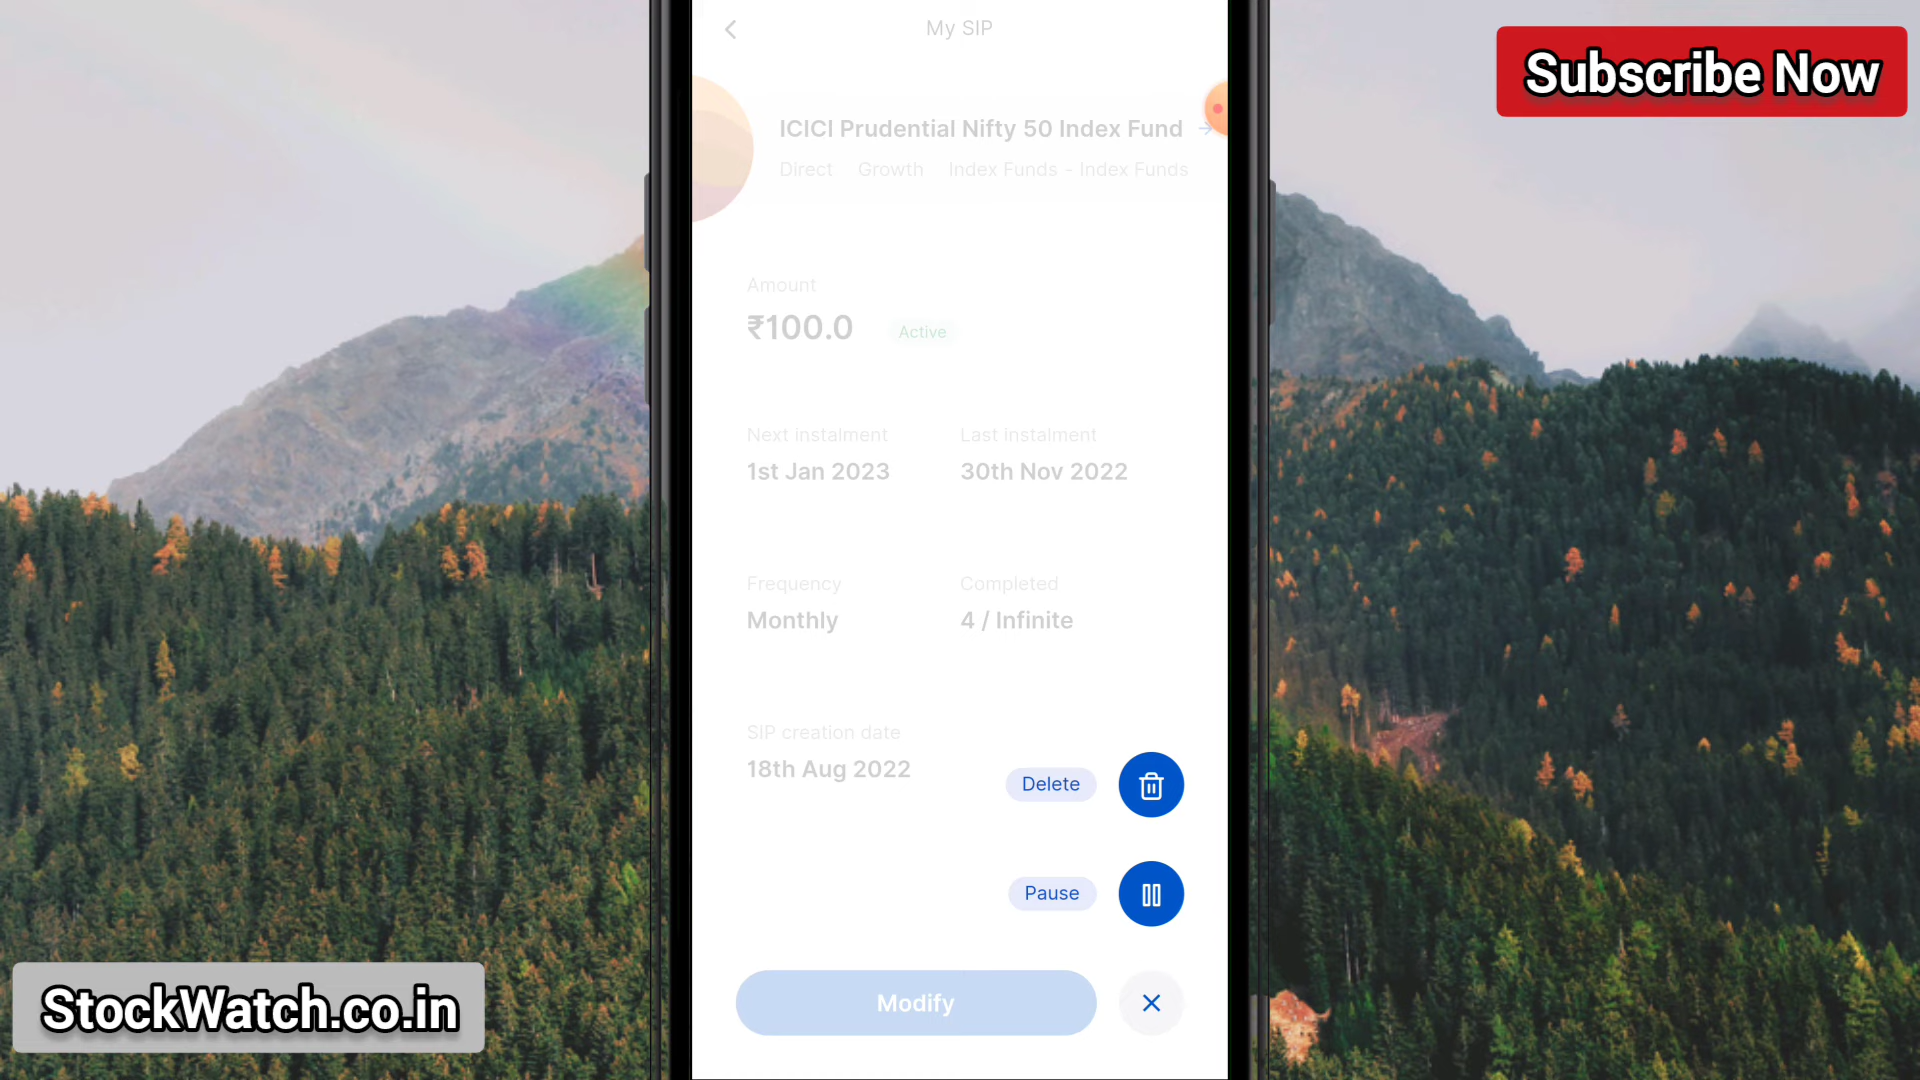 My SIP
Subscribe Now
ICICI Prudential Nifty 50 Index Fund
Direct Growth Index Funds - Index Funds
Amount
₹100.0 Active
Next instalment Last instalment
1st Jan 2023 30th Nov 2022
Frequency Completed
Monthly 4 / Infinite
SIP creation date
18th Aug 2022
Delete
Pause
Modify
StockWatch.co.in